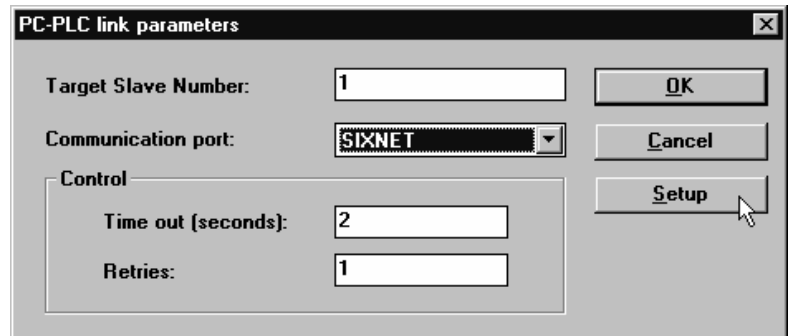 PC-PLC link parameters
Target Slave Number: 1 OK
Communication port: SIXNET Cancel
Control
Setup
Time out (seconds): 2
Retries: 1